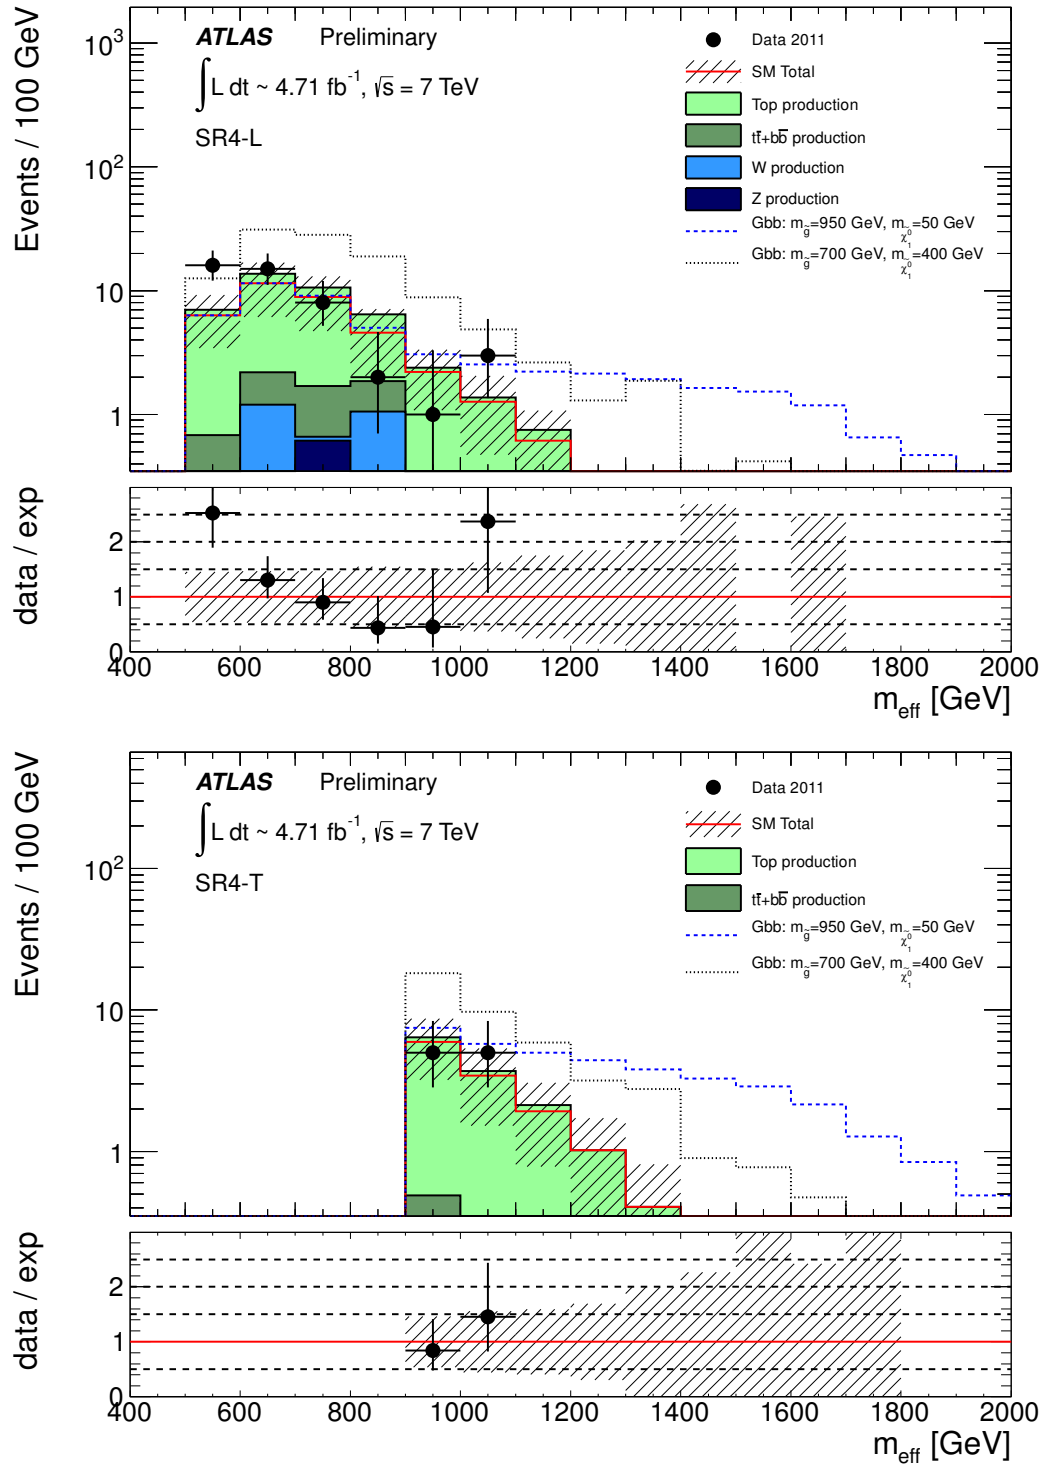 ATLAS Preliminary
∫ L dt ~ 4.71 fb⁻¹, √s = 7 TeV
SR4-L
Data 2011
SM Total
Top production
tt̄+bb̄ production
W production
Z production
Gbb: m_g̃=950 GeV, m_χ̃₁⁰=50 GeV
Gbb: m_g̃=700 GeV, m_χ̃₁⁰=400 GeV
Events / 100 GeV
10³
10²
10
1
data / exp
2
1
0
400 600 800 1000 1200 1400 1600 1800 2000
m_eff [GeV]
ATLAS Preliminary
∫ L dt ~ 4.71 fb⁻¹, √s = 7 TeV
SR4-T
Data 2011
SM Total
Top production
tt̄+bb̄ production
Gbb: m_g̃=950 GeV, m_χ̃₁⁰=50 GeV
Gbb: m_g̃=700 GeV, m_χ̃₁⁰=400 GeV
Events / 100 GeV
10²
10
1
data / exp
2
1
0
400 600 800 1000 1200 1400 1600 1800 2000
m_eff [GeV]